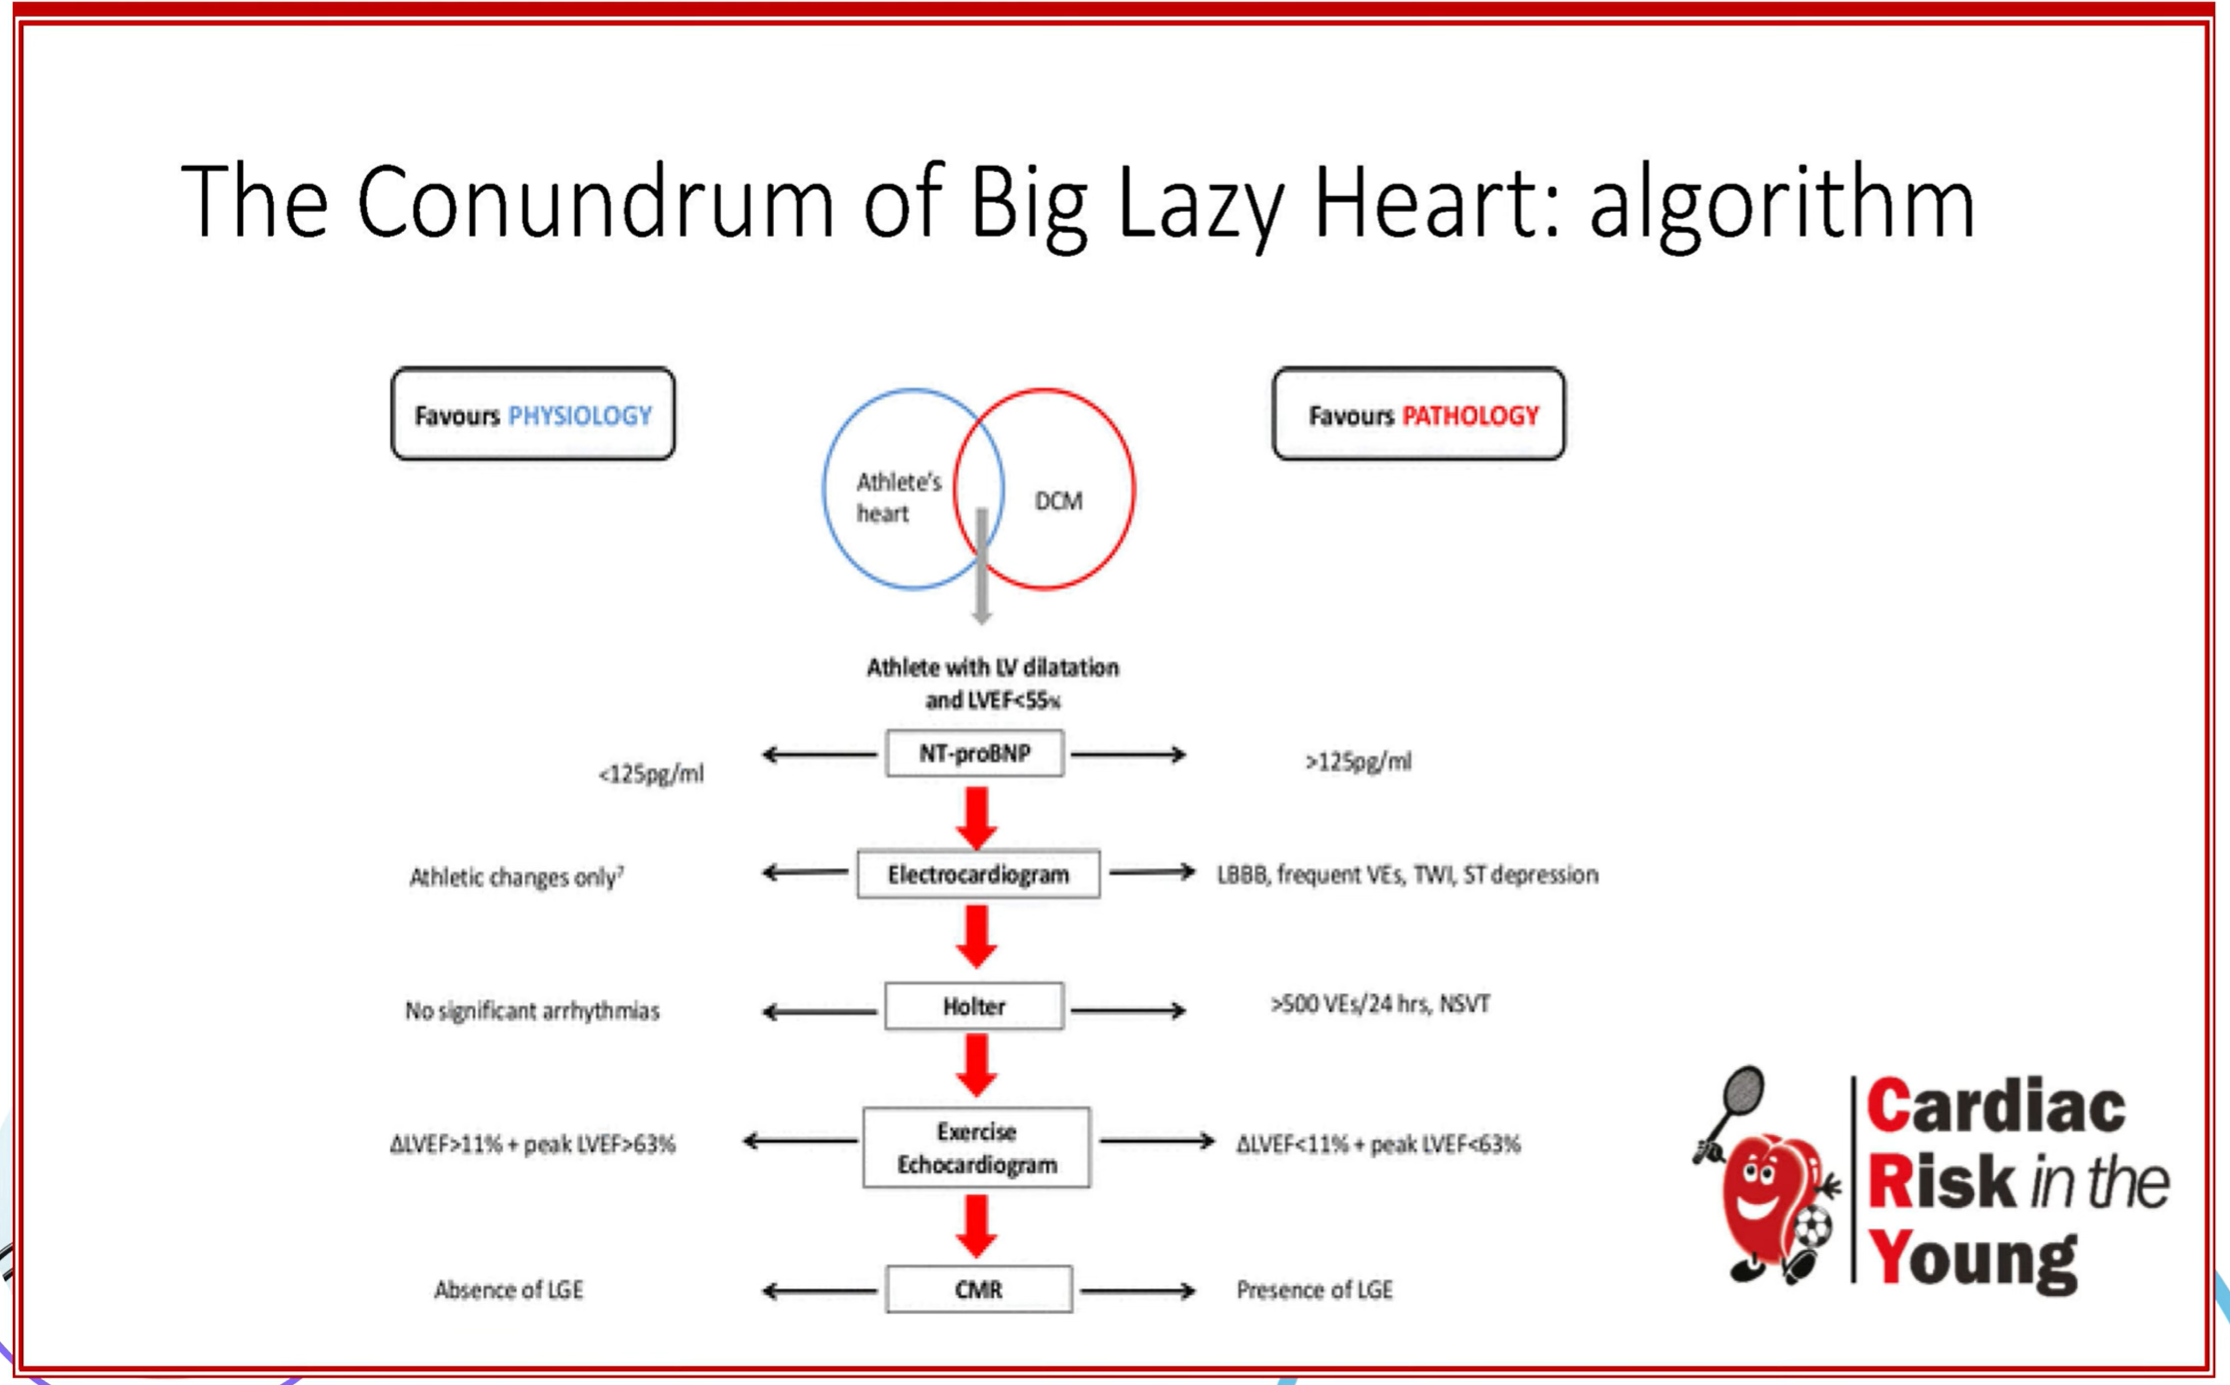 The Conundrum of Big Lazy Heart: algorithm
Favours PHYSIOLOGY
Favours PATHOLOGY
Athlete's
heart
DCM
Athlete with LV dilatation
and LVEF<55%
NT-proBNP
<125pg/ml
>125pg/ml
Athletic changes only⁷
Electrocardiogram
LBBB, frequent VEs, TWI, ST depression
No significant arrhythmias
Holter
>500 VEs/24 hrs, NSVT
ΔLVEF>11% + peak LVEF>63%
Exercise
Echocardiogram
ΔLVEF<11% + peak LVEF<63%
Absence of LGE
CMR
Presence of LGE
Cardiac
Risk in the
Young